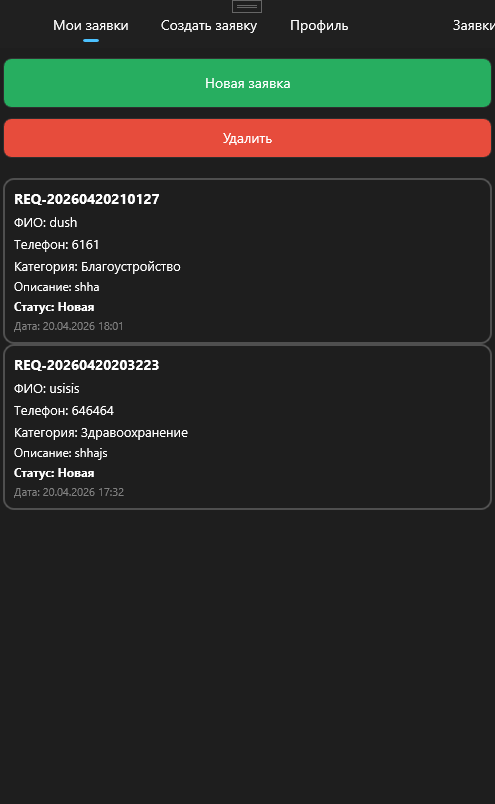 Мои заявки Создать заявку Профиль Заявки
Новая заявка
Удалить
REQ-20260420210127
ФИО: dush
Телефон: 6161
Категория: Благоустройство
Описание: shha
Статус: Новая
Дата: 20.04.2026 18:01
REQ-20260420203223
ФИО: usisis
Телефон: 646464
Категория: Здравоохранение
Описание: shhajs
Статус: Новая
Дата: 20.04.2026 17:32